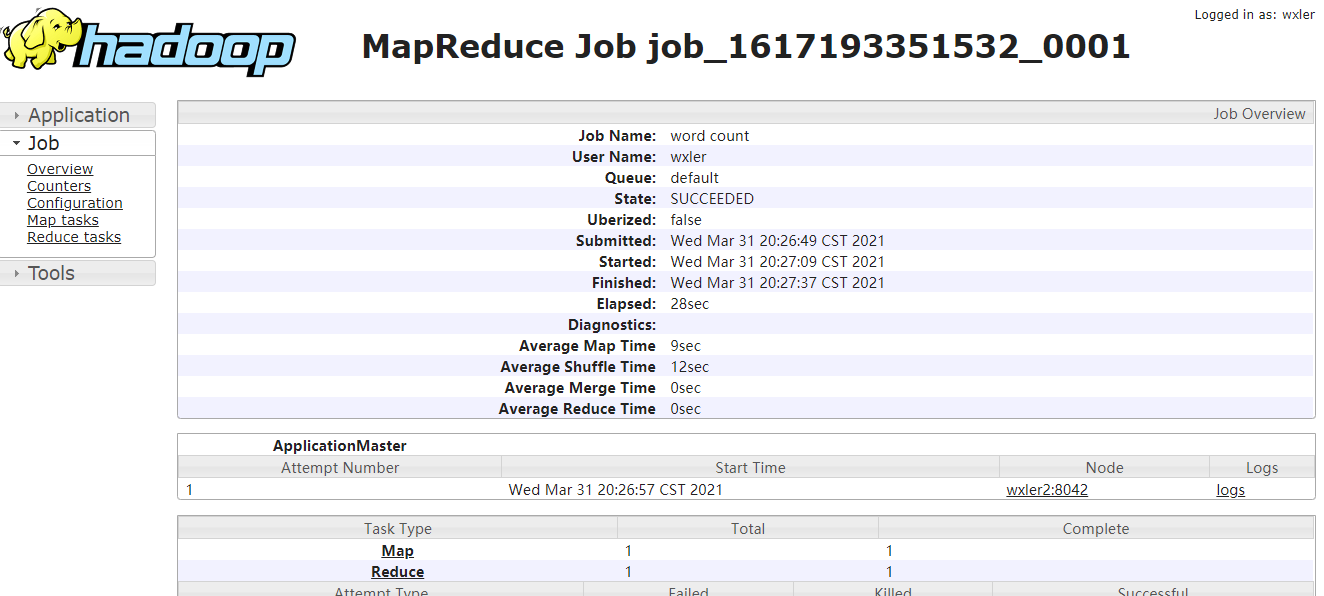 Logged in as: wxler
hadoop
MapReduce Job job_1617193351532_0001
Application
Job
Overview
Counters
Configuration
Map tasks
Reduce tasks
Tools
Job Overview
Job Name: word count
User Name: wxler
Queue: default
State: SUCCEEDED
Uberized: false
Submitted: Wed Mar 31 20:26:49 CST 2021
Started: Wed Mar 31 20:27:09 CST 2021
Finished: Wed Mar 31 20:27:37 CST 2021
Elapsed: 28sec
Diagnostics:
Average Map Time 9sec
Average Shuffle Time 12sec
Average Merge Time 0sec
Average Reduce Time 0sec
ApplicationMaster
Attempt Number Start Time Node Logs
1 Wed Mar 31 20:26:57 CST 2021 wxler2:8042 logs
Task Type Total Complete
Map 1 1
Reduce 1 1
Attempt Type Failed Killed Successful